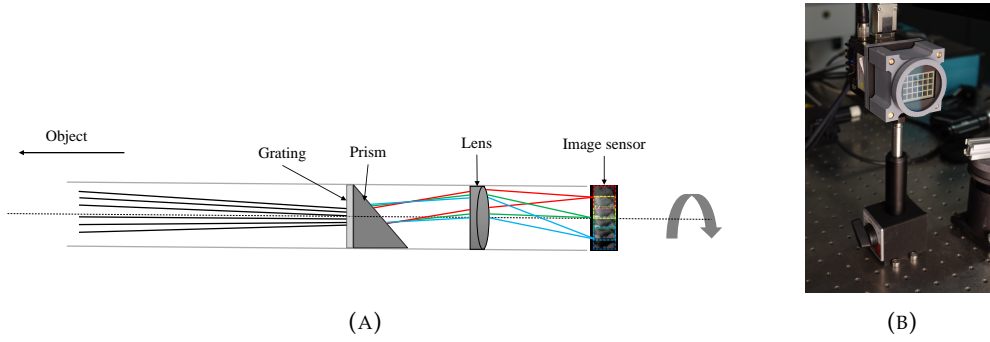 Object
Grating
Prism
Lens
Image sensor
(A)
(B)